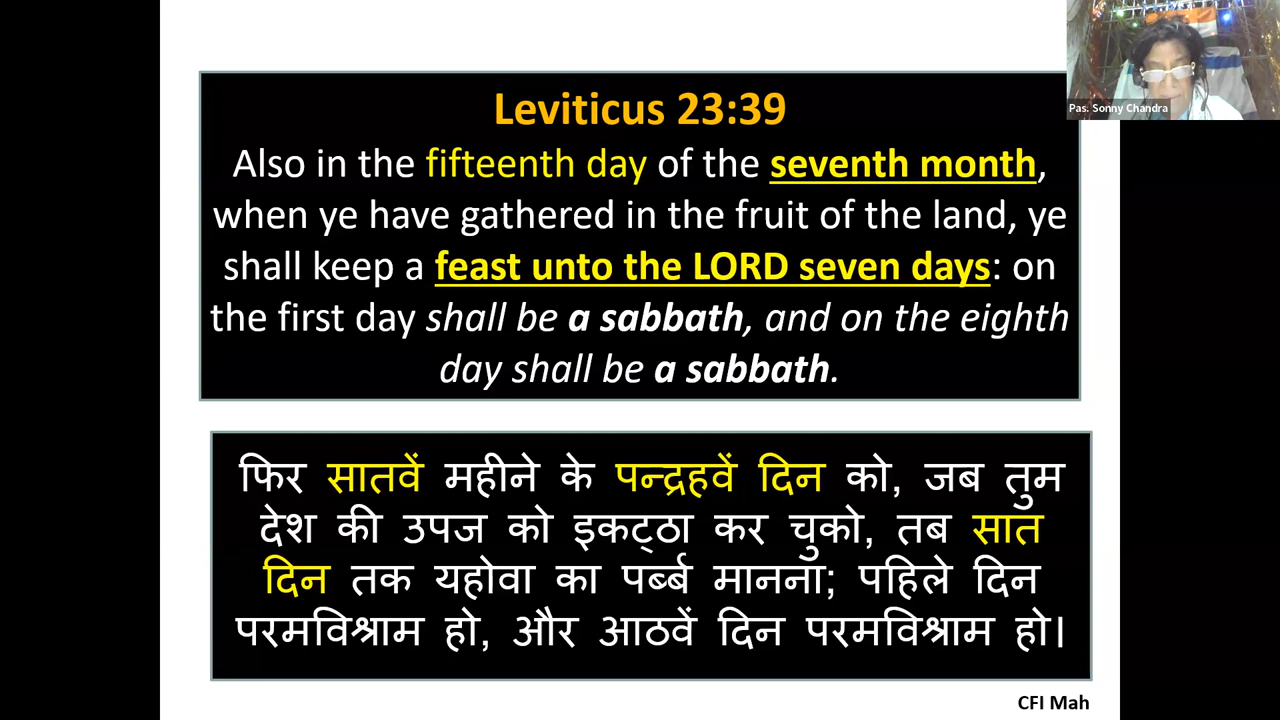 Pas. Sonny Chandra
Leviticus 23:39
Also in the fifteenth day of the seventh month,
when ye have gathered in the fruit of the land, ye
shall keep a feast unto the LORD seven days: on
the first day shall be a sabbath, and on the eighth
day shall be a sabbath.
फिर सातवें महीने के पन्द्रहवें दिन को, जब तुम
देश की उपज को इकट्ठा कर चुको, तब सात
दिन तक यहोवा का पर्ब्ब मानना; पहिले दिन
परमविश्राम हो, और आठवें दिन परमविश्राम हो।
CFI Mah